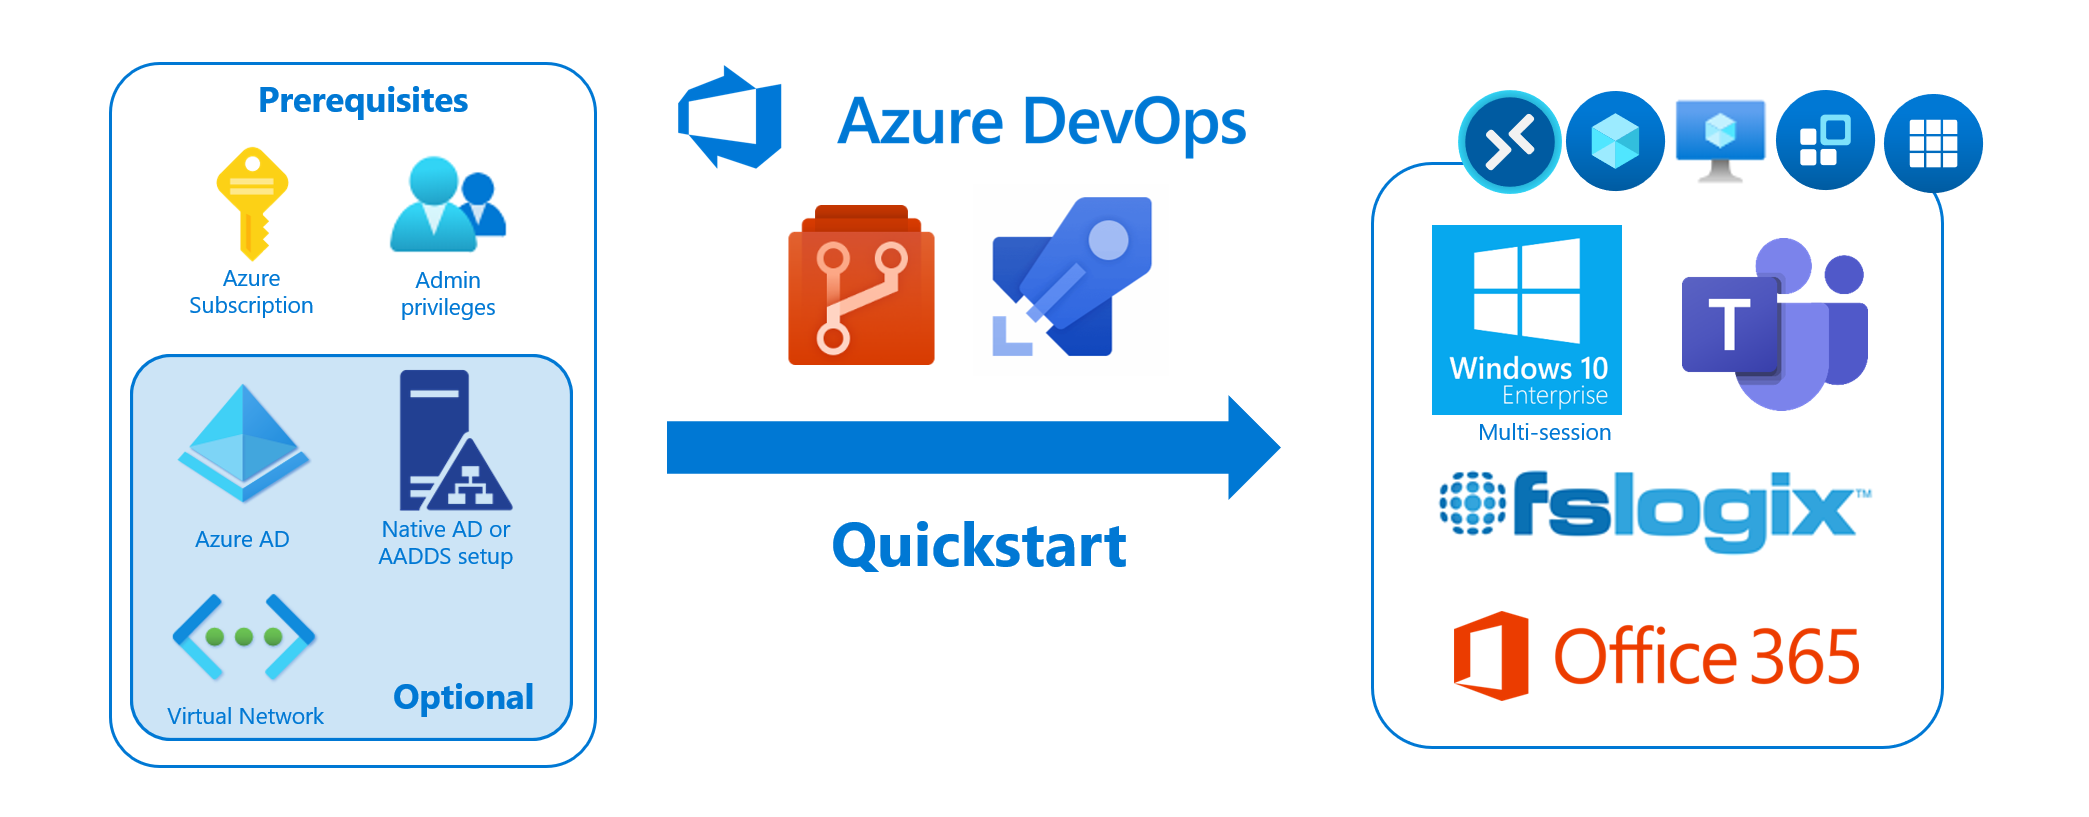 Prerequisites
Azure
Subscription
Admin
privileges
Azure AD
Native AD or
AADDS setup
Virtual Network
Optional
Azure DevOps
Quickstart
Windows 10
Enterprise
Multi-session
T
fslogix™
Office 365